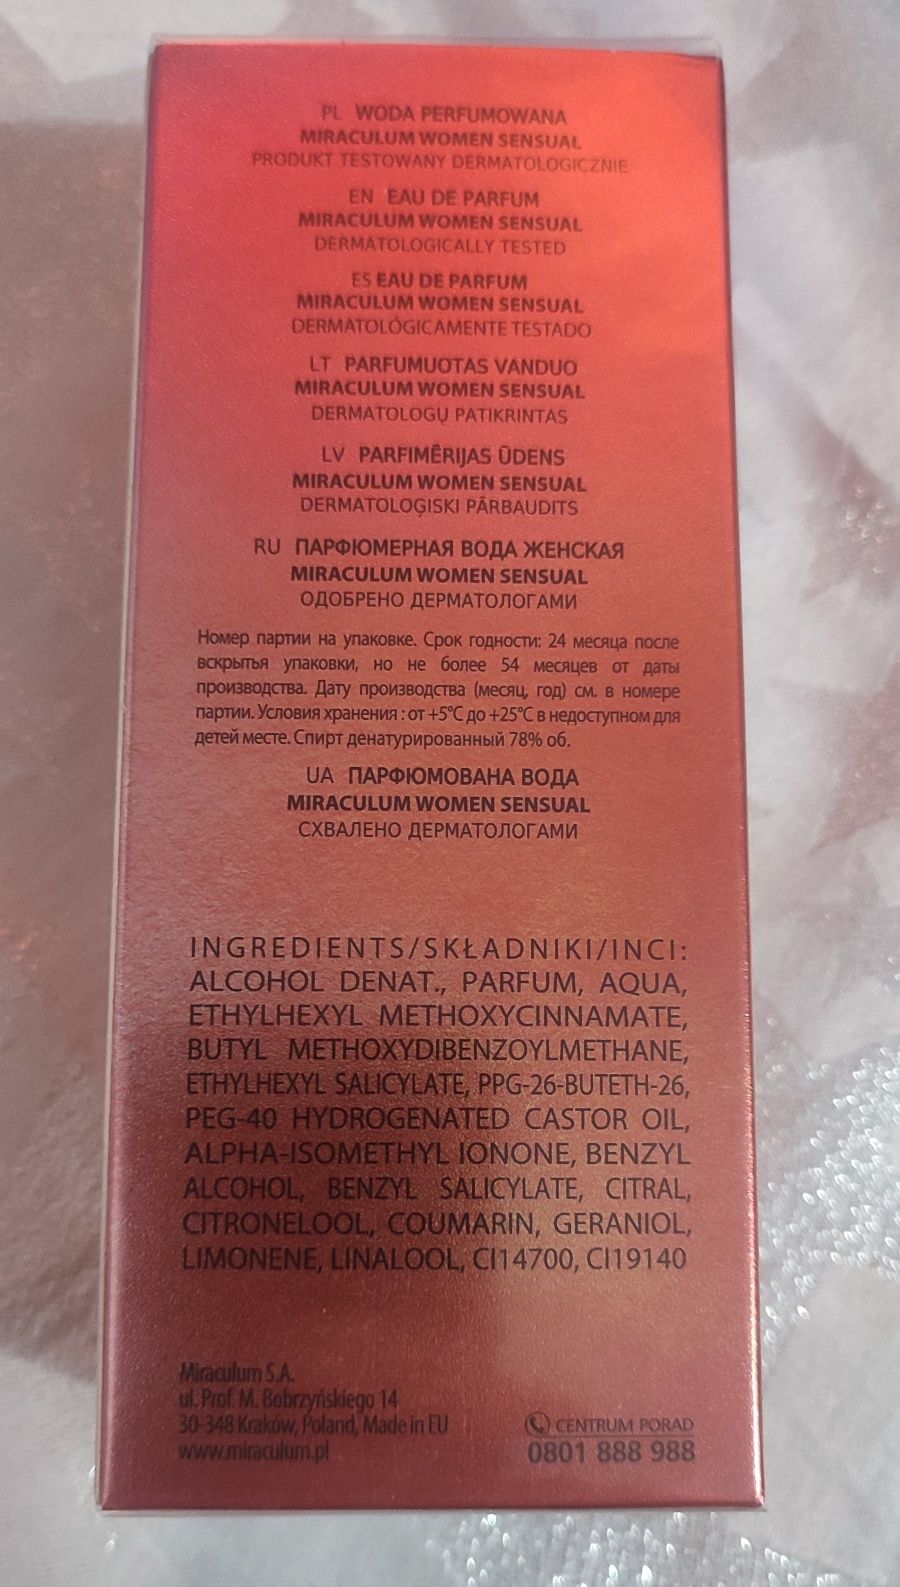 PL WODA PERFUMOWANA
MIRACULUM WOMEN SENSUAL
PRODUKT TESTOWANY DERMATOLOGICZNIE
EN EAU DE PARFUM
MIRACULUM WOMEN SENSUAL
DERMATOLOGICALLY TESTED
ES EAU DE PARFUM
MIRACULUM WOMEN SENSUAL
DERMATOLÓGICAMENTE TESTADO
LT PARFUMUOTAS VANDUO
MIRACULUM WOMEN SENSUAL
DERMATOLOGŲ PATIKRINTAS
LV PARFIMĒRIJAS ŪDENS
MIRACULUM WOMEN SENSUAL
DERMATOLOĢISKI PĀRBAUDITS
RU ПАРФЮМЕРНАЯ ВОДА ЖЕНСКАЯ
MIRACULUM WOMEN SENSUAL
ОДОБРЕНО ДЕРМАТОЛОГАМИ
Номер партии на упаковке. Срок годности: 24 месяца после
вскрытья упаковки, но не более 54 месяцев от даты
производства. Дату производства (месяц, год) см. в номере
партии. Условия хранения : от +5°C до +25°C в недоступном для
детей месте. Спирт денатурированный 78% об.
UA ПАРФЮМОВАНА ВОДА
MIRACULUM WOMEN SENSUAL
СХВАЛЕНО ДЕРМАТОЛОГАМИ
INGREDIENTS/SKŁADNIKI/INCI:
ALCOHOL DENAT., PARFUM, AQUA,
ETHYLHEXYL METHOXYCINNAMATE,
BUTYL METHOXYDIBENZOYLMETHANE,
ETHYLHEXYL SALICYLATE, PPG-26-BUTETH-26,
PEG-40 HYDROGENATED CASTOR OIL,
ALPHA-ISOMETHYL IONONE, BENZYL
ALCOHOL, BENZYL SALICYLATE, CITRAL,
CITRONELOOL, COUMARIN, GERANIOL,
LIMONENE, LINALOOL, CI14700, CI19140
Miraculum S.A.
ul. Prof. M. Bobrzyńskiego 14
30-348 Kraków, Poland, Made in EU
www.miraculum.pl
CENTRUM PORAD
0801 888 988